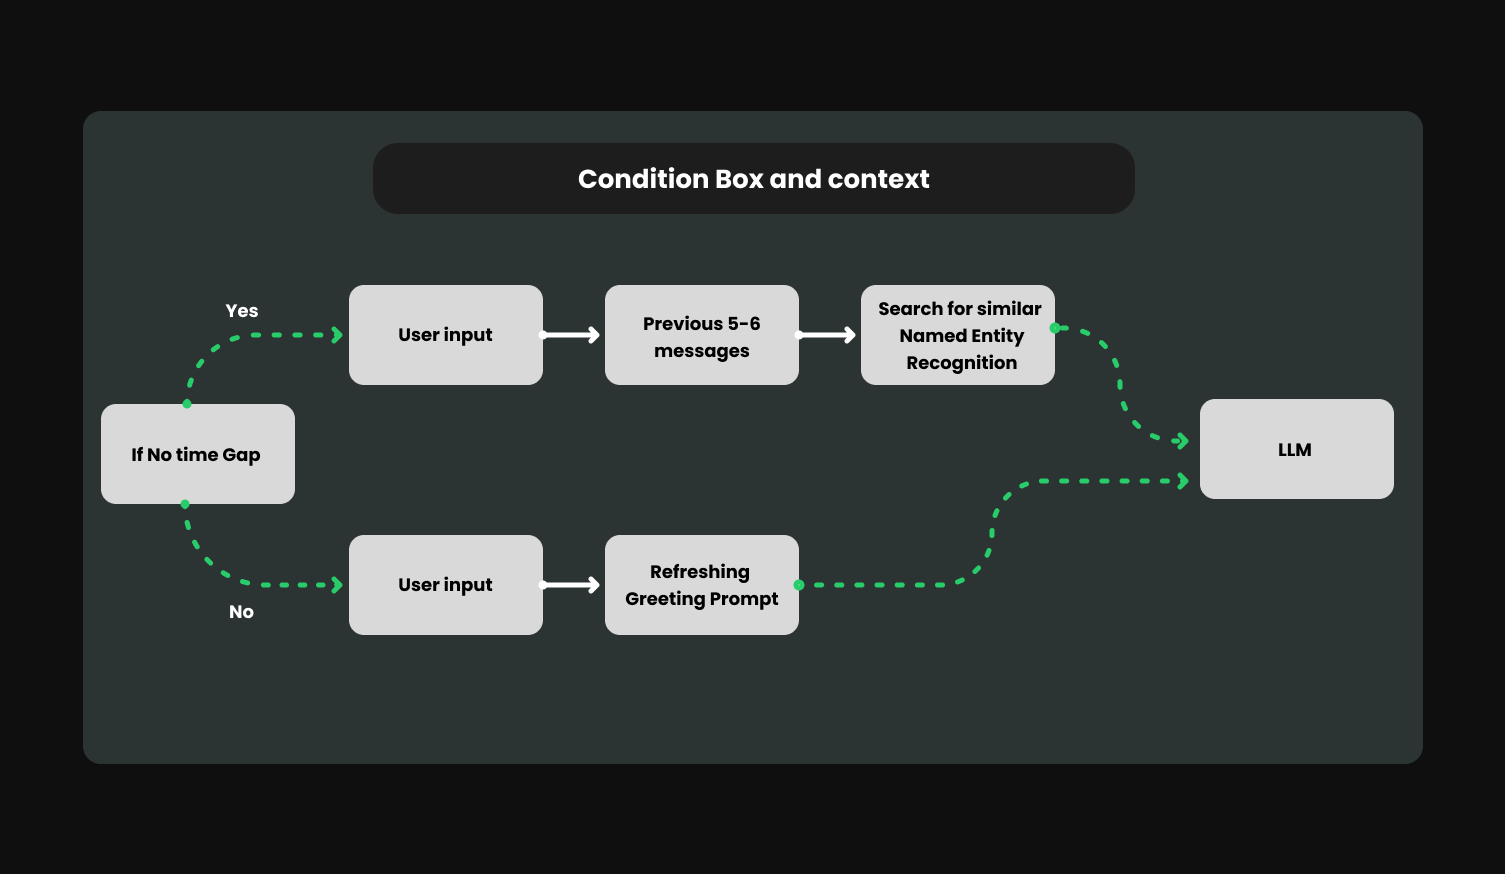 Condition Box and context
Yes
User input
Previous 5-6
messages
Search for similar
Named Entity
Recognition
If No time Gap
LLM
User input
Refreshing
Greeting Prompt
No